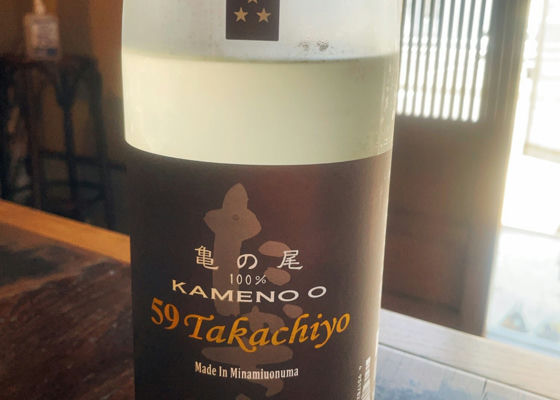 亀の尾
100%
KAMENO O
59 Takachiyo
Made In Minamiuonuma